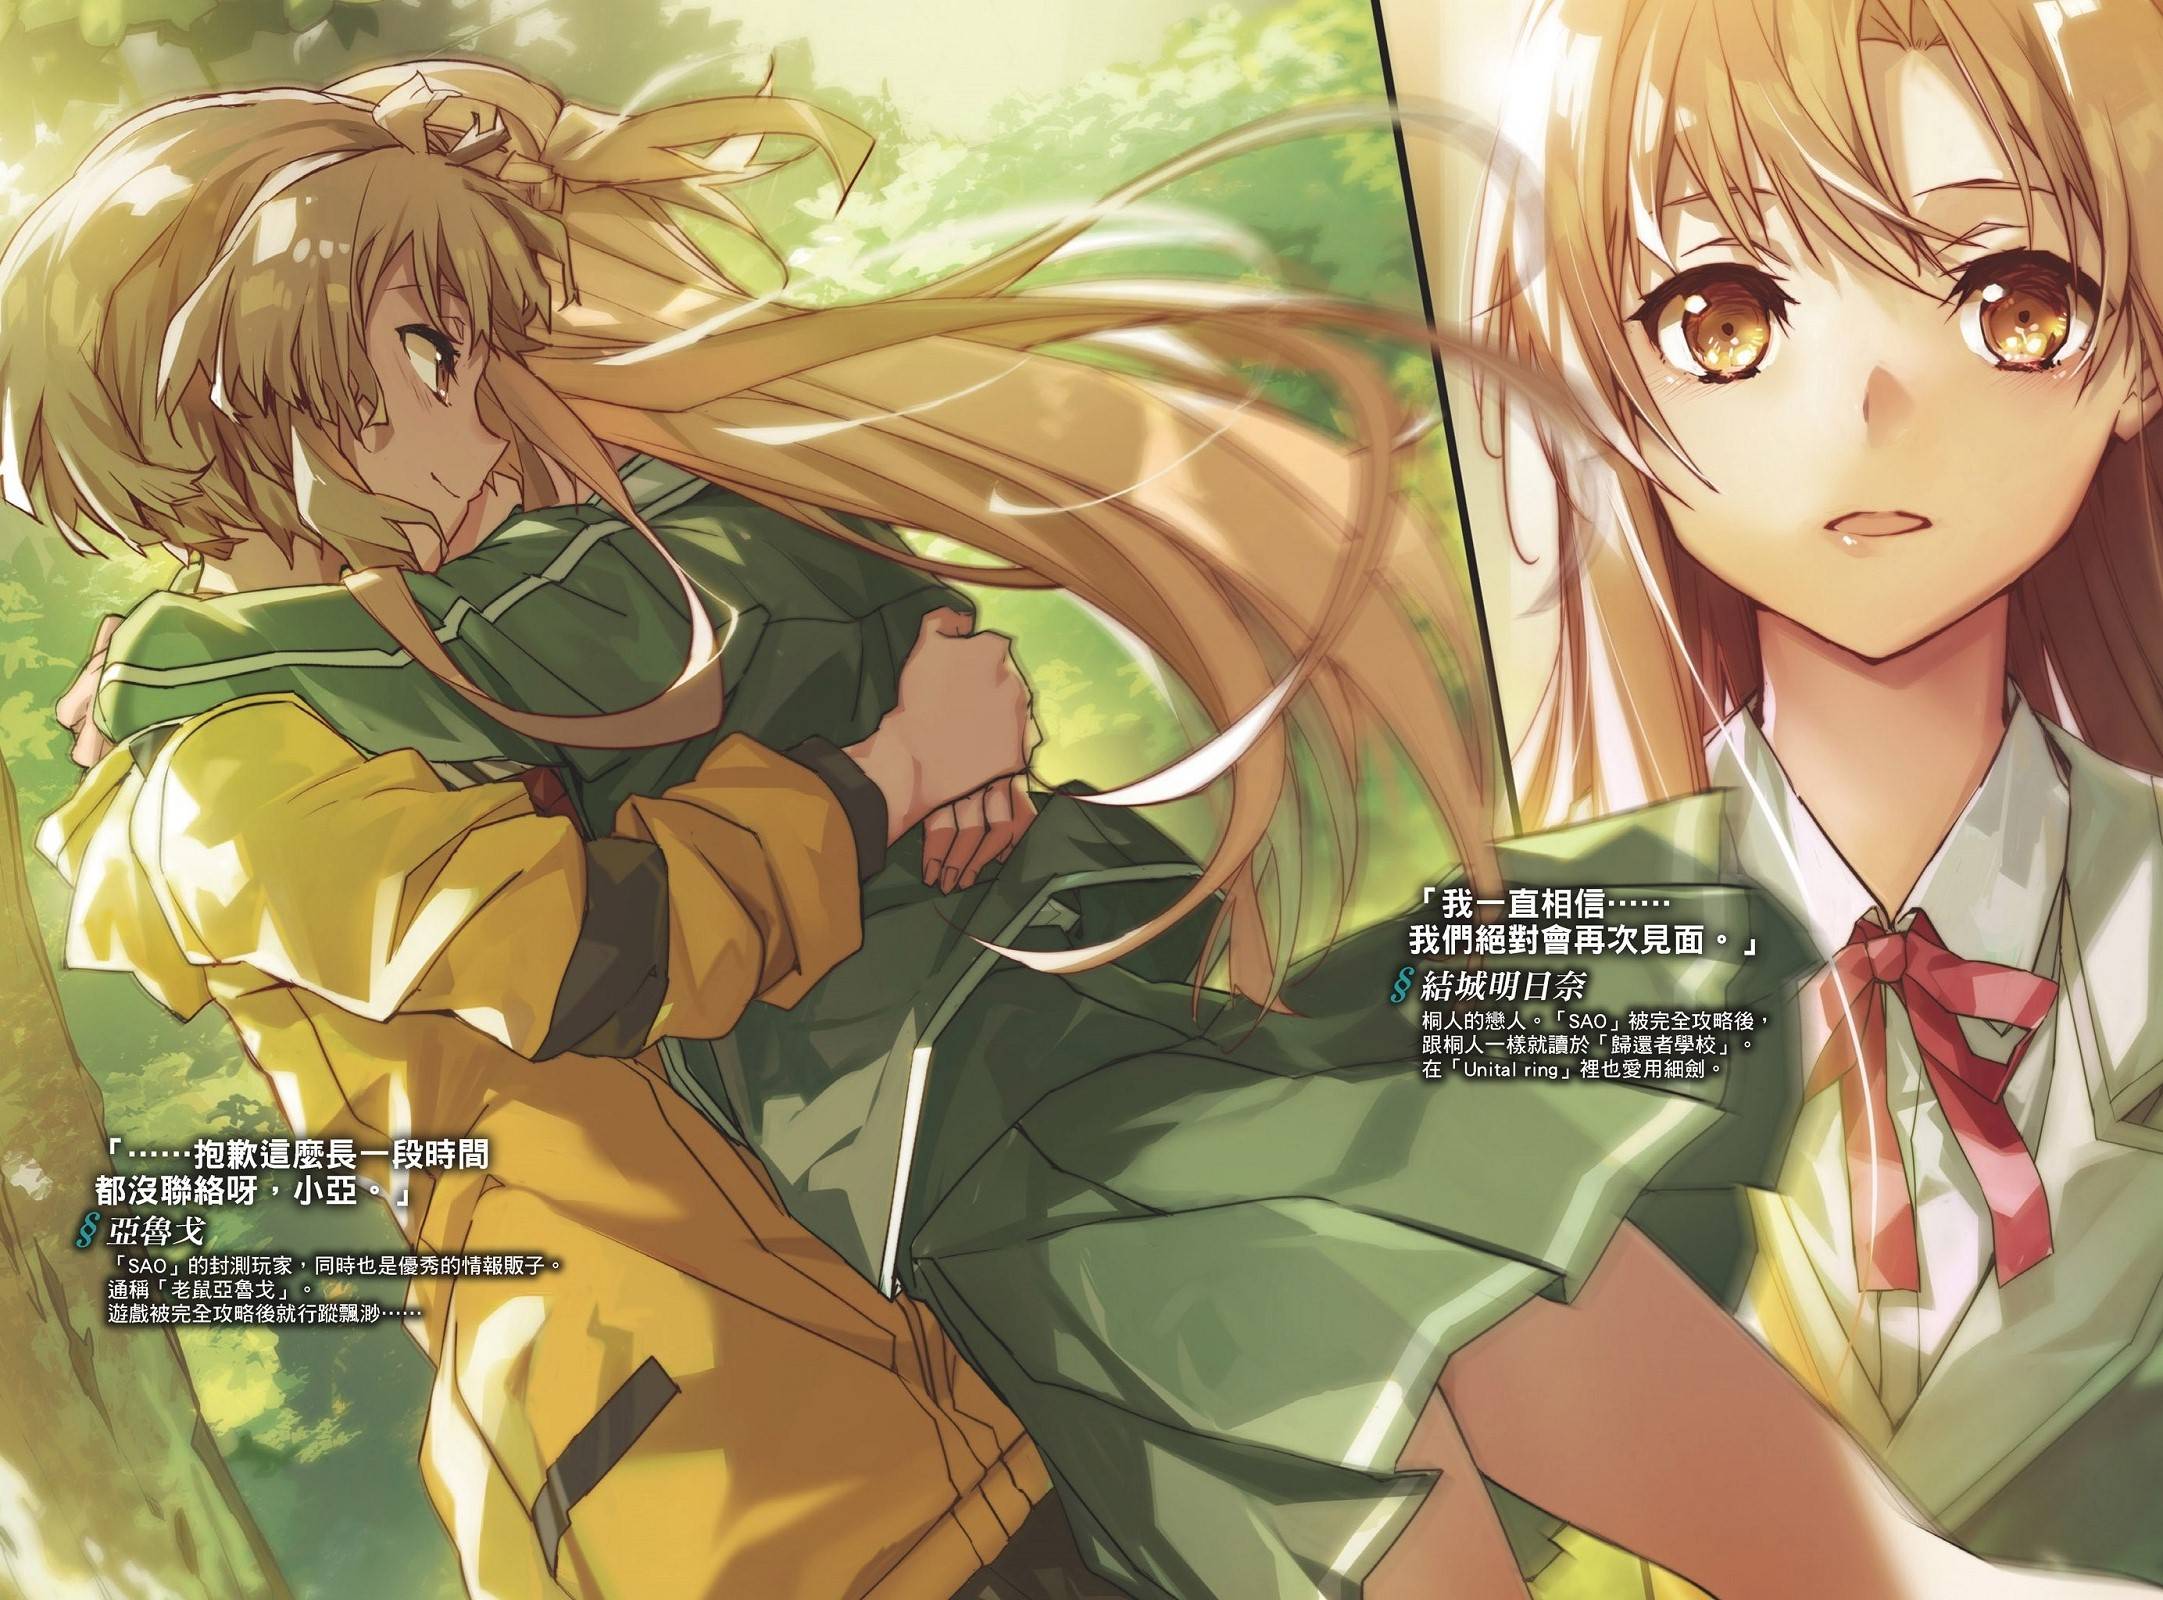 「我一直相信……
我們絕對會再次見面。」
§結城明日奈
桐人的戀人。「SAO」被完全攻略後，
跟桐人一樣就讀於「歸還者學校」。
在「Unital ring」裡也愛用細劍。
「……抱歉這麼長一段時間
都沒聯絡呀，小亞。」
§亞魯戈
「SAO」的封測玩家，同時也是優秀的情報販子。
通稱「老鼠亞魯戈」。
遊戲被完全攻略後就行蹤飄渺……